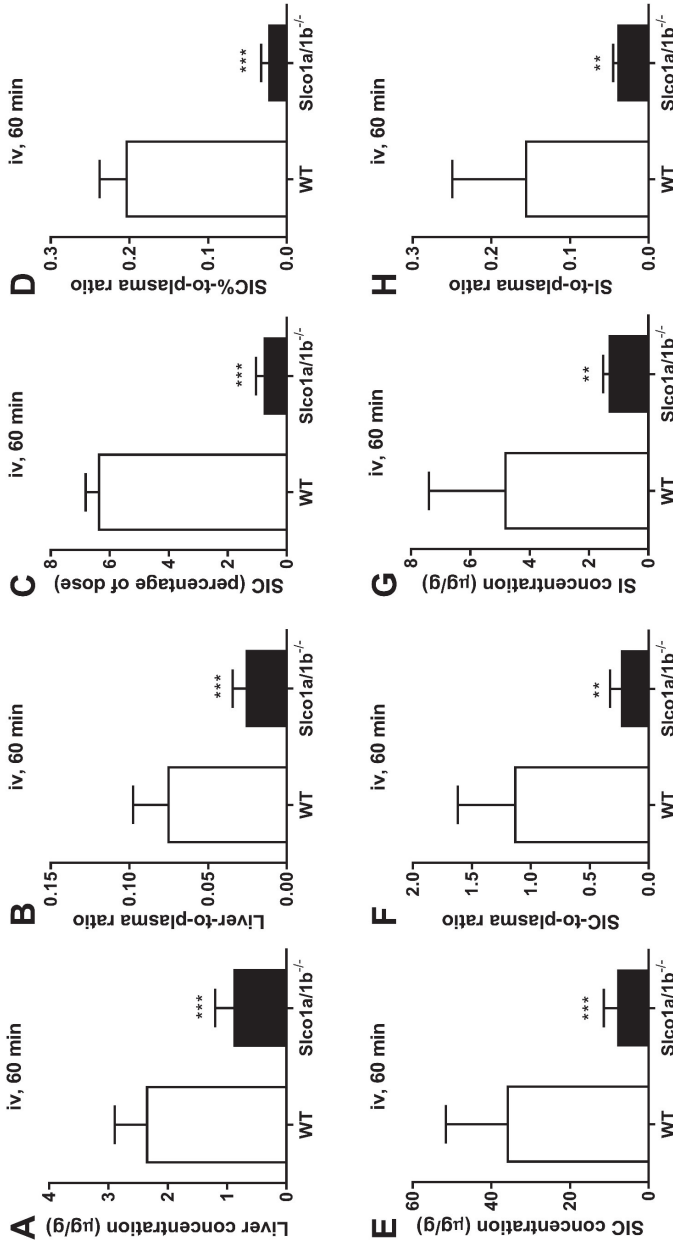 A
iv, 60 min
Liver concentration (μg/g)
4
3
2
1
0
***
WT
Slco1a/1b-/-
B
iv, 60 min
Liver-to-plasma ratio
0.15
0.10
0.05
0.00
***
WT
Slco1a/1b-/-
C
iv, 60 min
SIC (percentage of dose)
8
6
4
2
0
***
WT
Slco1a/1b-/-
D
iv, 60 min
SIC%-to-plasma ratio
0.3
0.2
0.1
0.0
***
WT
Slco1a/1b-/-
E
iv, 60 min
SIC concentration (μg/g)
60
40
20
0
***
WT
Slco1a/1b-/-
F
iv, 60 min
SIC-to-plasma ratio
2.0
1.5
1.0
0.5
0.0
**
WT
Slco1a/1b-/-
G
iv, 60 min
SI concentration (μg/g)
8
6
4
2
0
**
WT
Slco1a/1b-/-
H
iv, 60 min
SI-to-plasma ratio
0.3
0.2
0.1
0.0
**
WT
Slco1a/1b-/-